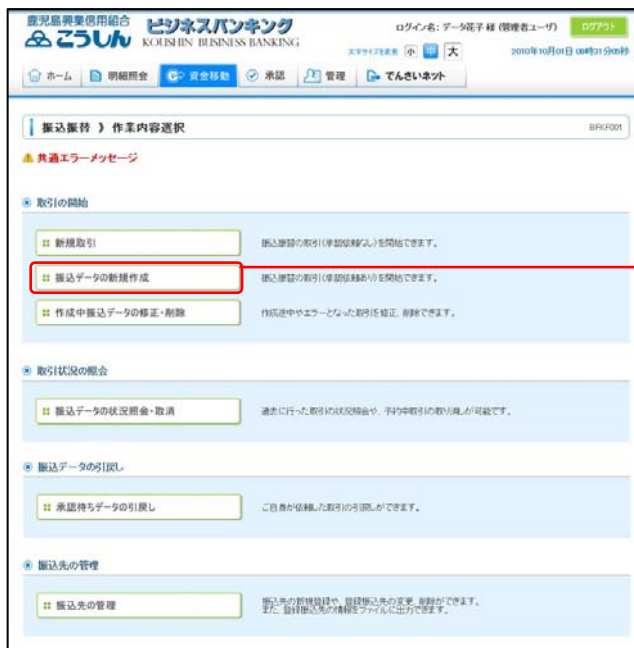 鹿児島興業信用組合
こうしん
ビジネスバンキング
KOUSHIN BUSINESS BANKING
ログイン名：データ花子 様 (管理者ユーザ)
ログアウト
文字サイズ変更 小 中 大
2010年10月01日 00時31分05秒
ホーム
明細照会
資金移動
承認
管理
でんさいネット
振込振替 》 作業内容選択
BFKF001
共通エラーメッセージ
取引の開始
新規取引
振込振替の取引(承認依頼なし)を開始できます。
振込データの新規作成
振込振替の取引(承認依頼あり)を開始できます。
作成中振込データの修正・削除
作成途中やエラーとなった取引を修正、削除できます。
取引状況の照会
振込データの状況照会・取消
過去に行った取引の状況照会や、予約中取引の取り消しが可能です。
振込データの引戻し
承認待ちデータの引戻し
ご自身が依頼した取引の引戻しができます。
振込先の管理
振込先の管理
振込先の新規登録や、登録振込先の変更、削除ができます。
また、登録振込先の情報をファイルに出力できます。